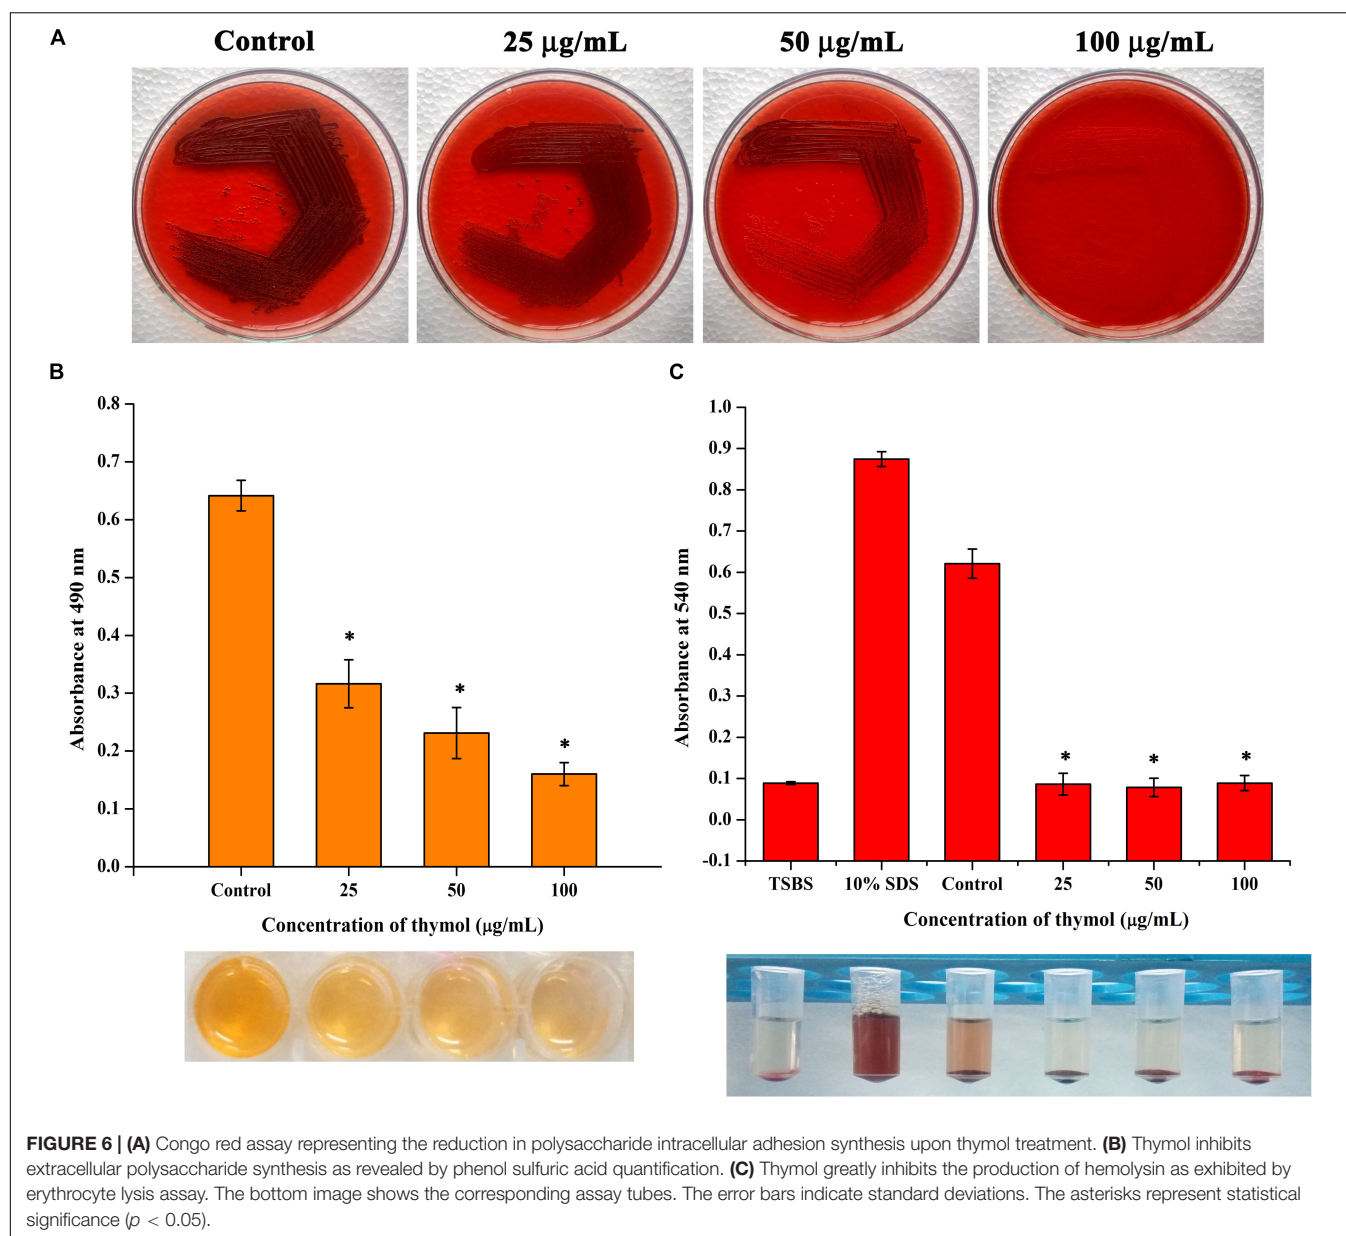 A
Control
25 μg/mL
50 μg/mL
100 μg/mL
B
0.8
0.7
0.6
0.5
0.4
0.3
0.2
0.1
0.0
Absorbance at 490 nm
*
*
*
Control
25
50
100
Concentration of thymol (μg/mL)
C
1.0
0.9
0.8
0.7
0.6
0.5
0.4
0.3
0.2
0.1
0.0
-0.1
Absorbance at 540 nm
*
*
*
TSBS
10% SDS
Control
25
50
100
Concentration of thymol (μg/mL)
FIGURE 6 | (A) Congo red assay representing the reduction in polysaccharide intracellular adhesion synthesis upon thymol treatment. (B) Thymol inhibits
extracellular polysaccharide synthesis as revealed by phenol sulfuric acid quantification. (C) Thymol greatly inhibits the production of hemolysin as exhibited by
erythrocyte lysis assay. The bottom image shows the corresponding assay tubes. The error bars indicate standard deviations. The asterisks represent statistical
significance (p < 0.05).